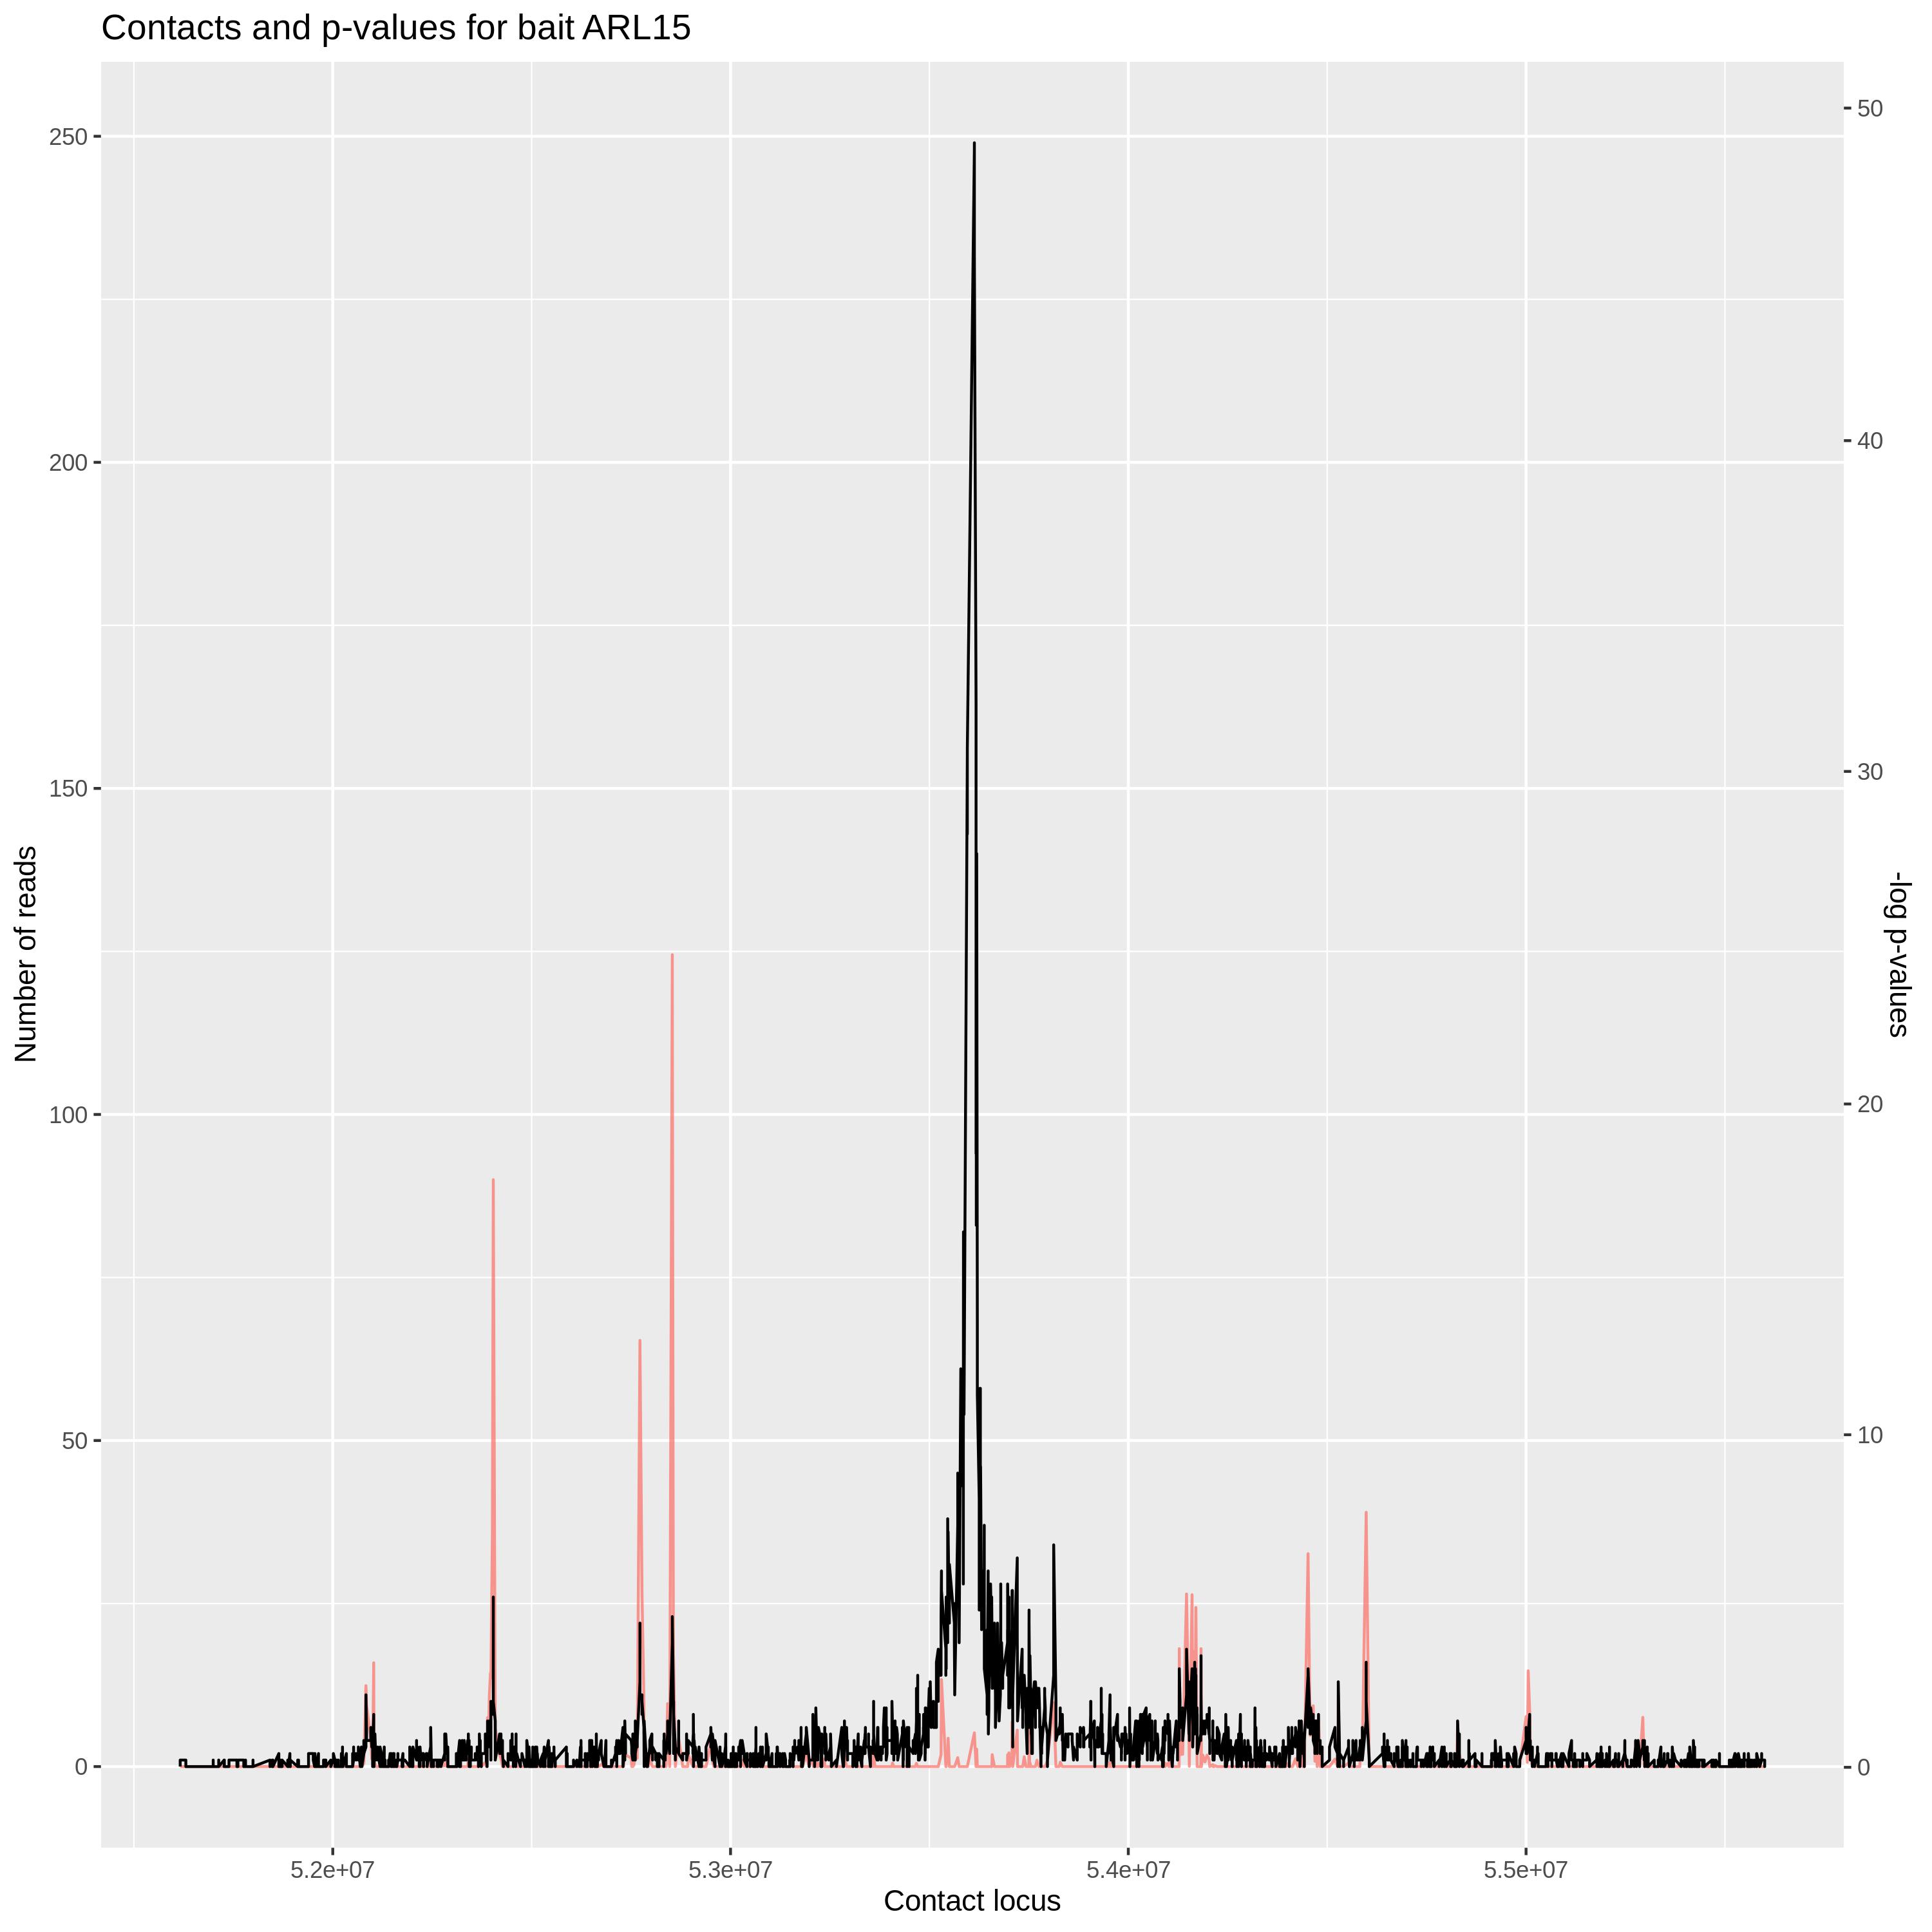 Contacts and p-values for bait ARL15
250
200
150
100
50
0
50
40
30
20
10
0
Number of reads
-log p-values
5.2e+07
5.3e+07
5.4e+07
5.5e+07
Contact locus